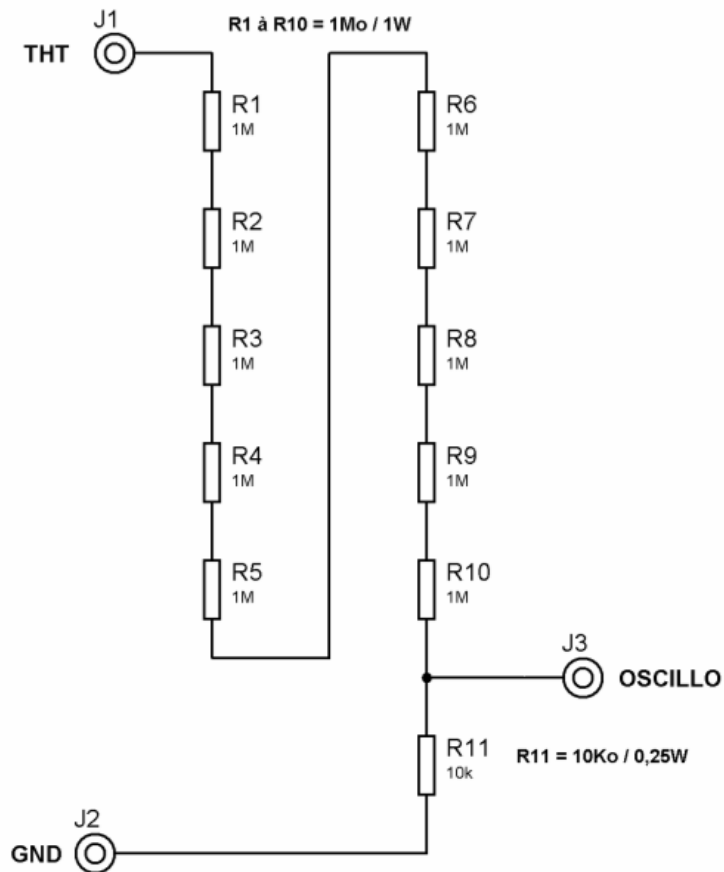 J1
R1 à R10 = 1Mo / 1W
THT
R1
1M
R6
1M
R2
1M
R7
1M
R3
1M
R8
1M
R4
1M
R9
1M
R5
1M
R10
1M
J3
OSCILLO
R11
10k
R11 = 10Ko / 0,25W
J2
GND